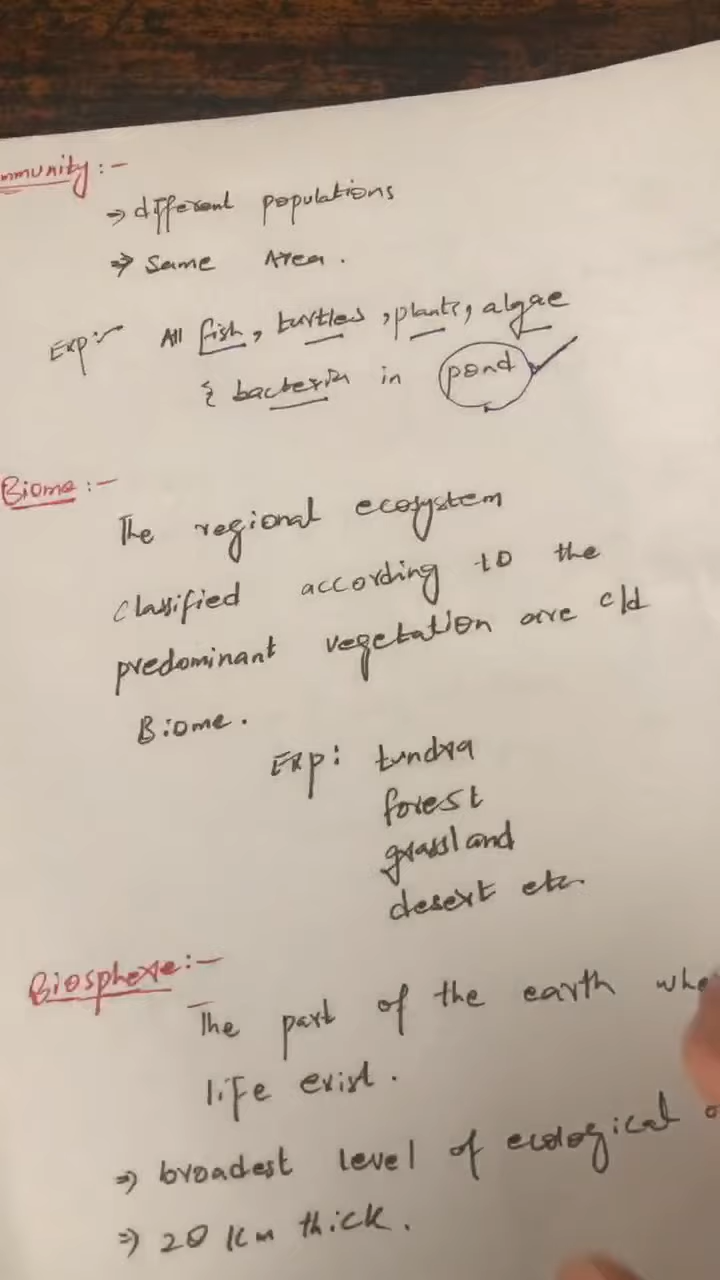 mmunity :-
→ different populations
⇒ Same Area .
Exp:- All fish, turtles, plants, algae
& bacteria in pond
Biome :-
The regional ecosystem
classified according to the
predominant vegetation are c/d
Biome .
Exp: tundra
forest
grassland
desert etc.
Biosphere :-
The part of the earth whe
life exist .
⇒ broadest level of ecological o
⇒ 20 Km thick .